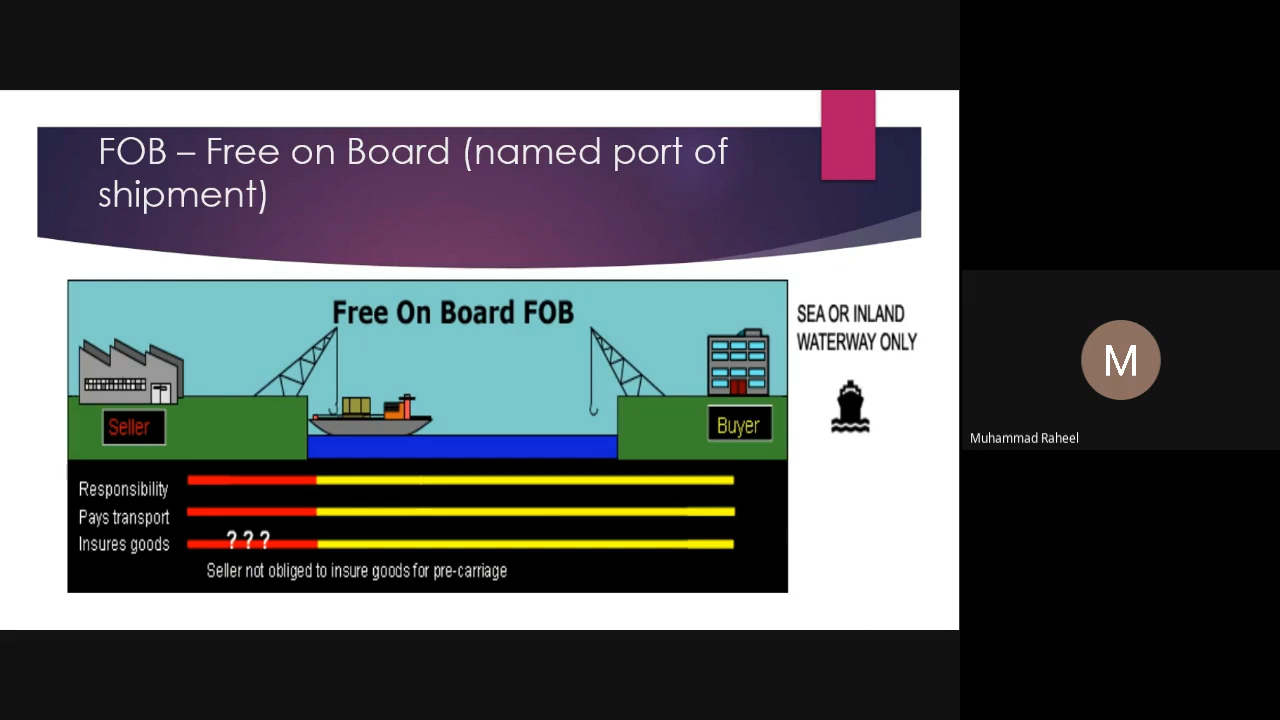 FOB – Free on Board (named port of
shipment)
Free On Board FOB
SEA OR INLAND
WATERWAY ONLY
Seller
Buyer
Responsibility
Pays transport
Insures goods
? ? ?
Seller not obliged to insure goods for pre-carriage
M
Muhammad Raheel